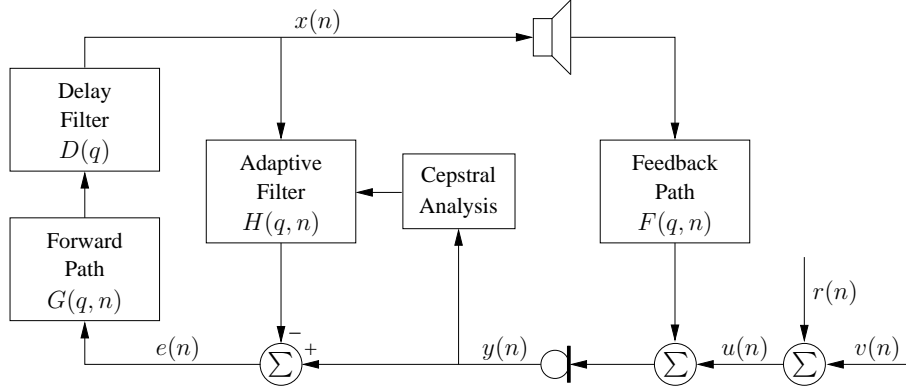 x(n)
Delay
Filter
D(q)
Adaptive
Filter
H(q, n)
Cepstral
Analysis
Feedback
Path
F(q, n)
Forward
Path
G(q, n)
r(n)
e(n)
−
+
∑
y(n)
∑
u(n)
∑
v(n)